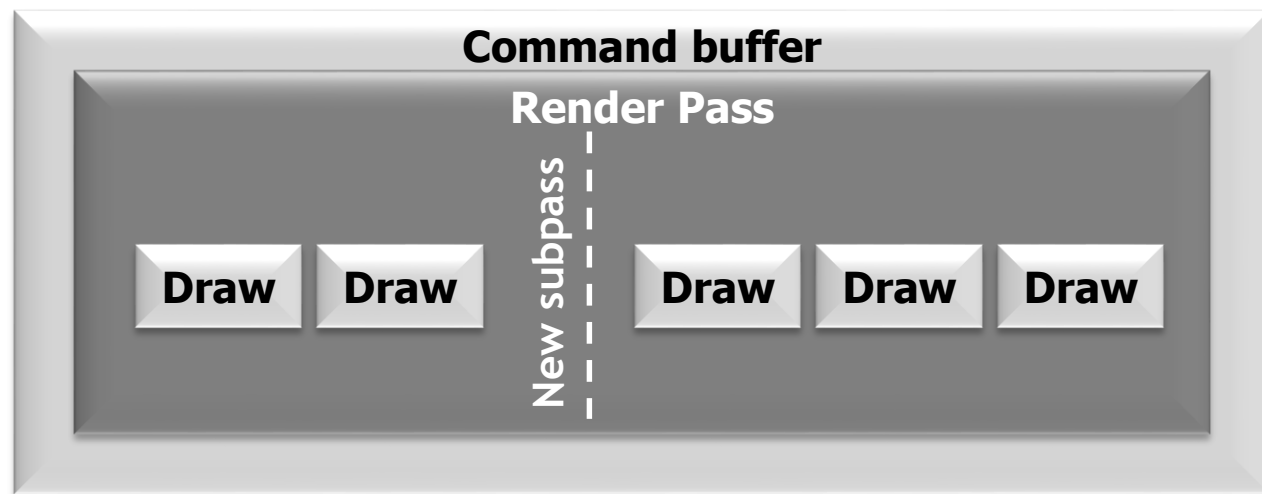 Command buffer
Render Pass
New subpass
Draw Draw Draw Draw Draw